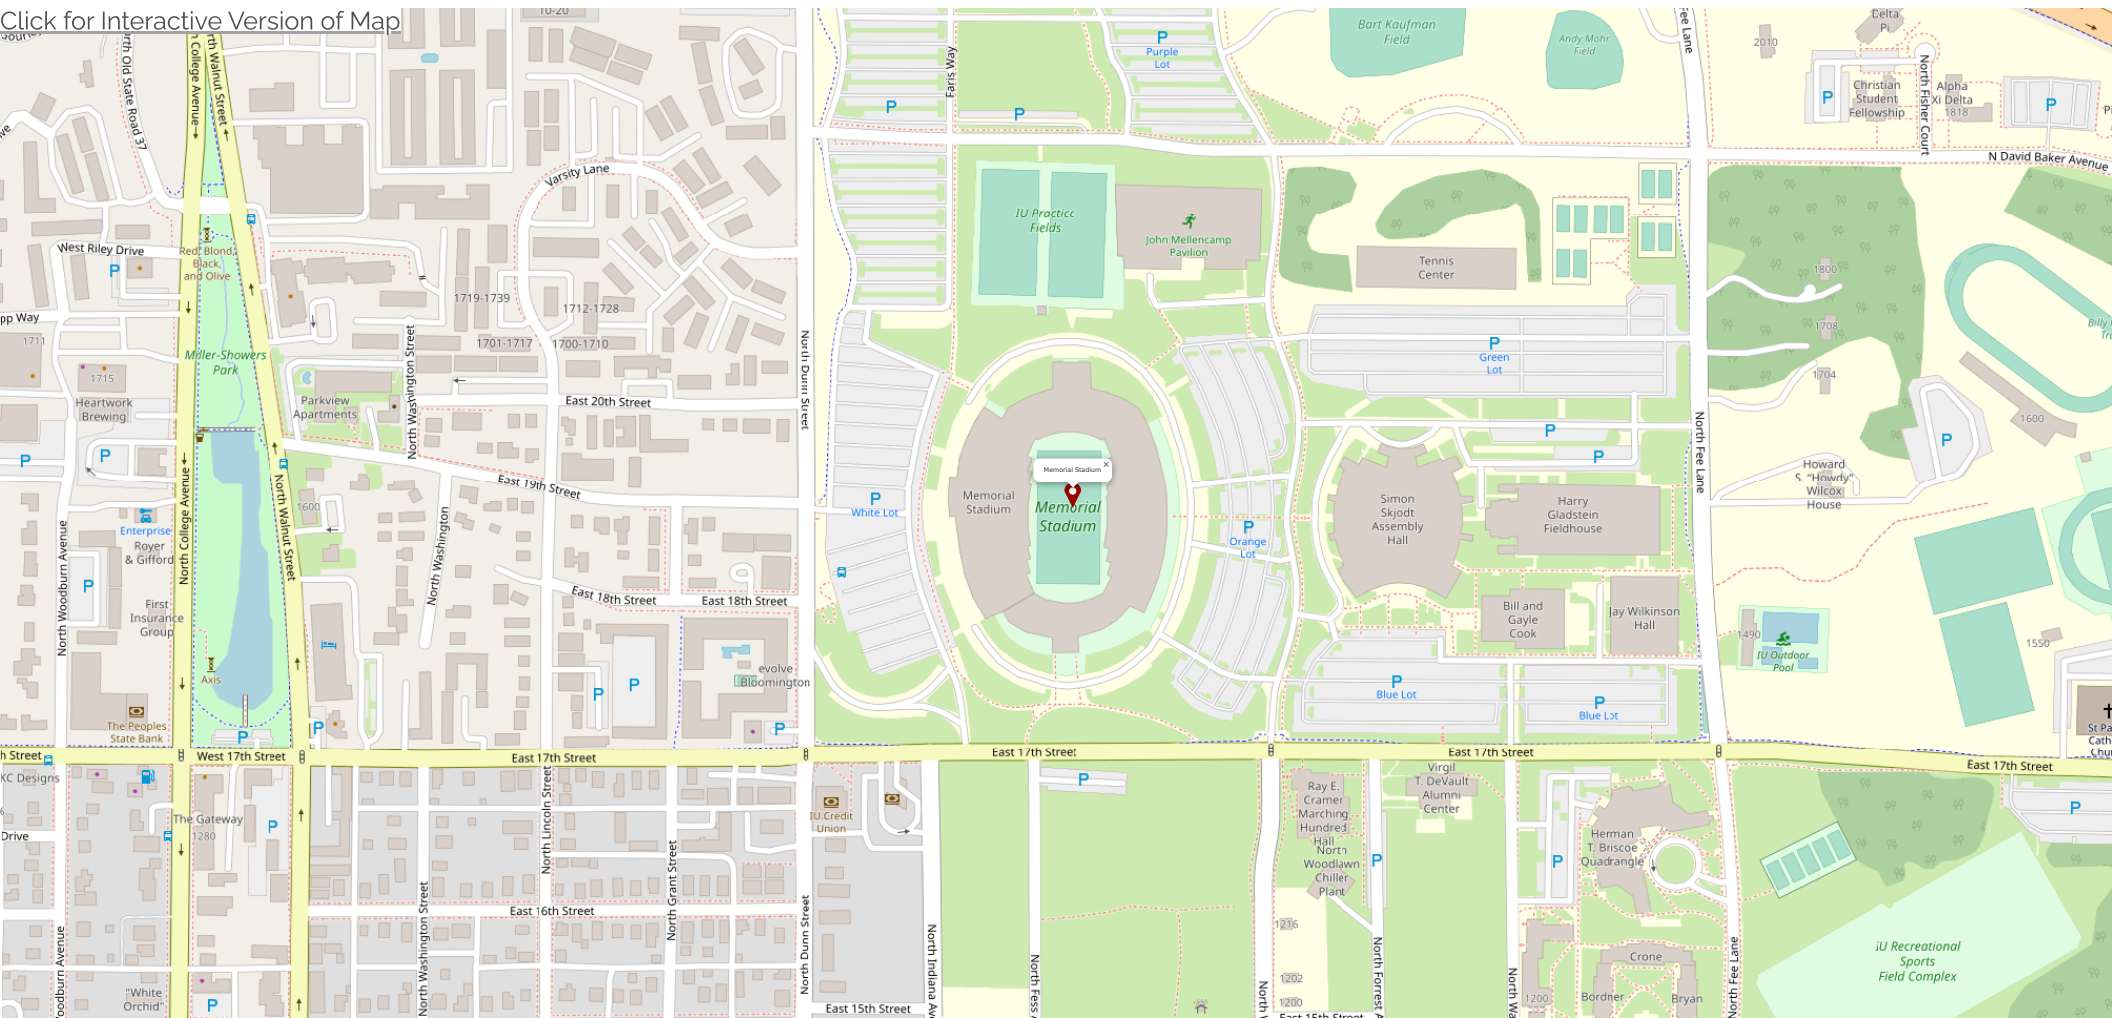 Click for Interactive Version of Map
10-20
Purple
Lot
Bart Kaufman
Field
Andy Mohr
Field
2010
Delta
Pi
North Fee Lane
Christian
Student
Fellowship
North Fisher Court
Alpha
Xi Delta
1818
N David Baker Avenue
North Old State Road 37
North College Avenue
North Walnut Street
Faris Way
Varsity Lane
IU Practice
Fields
John Mellencamp
Pavilion
Tennis
Center
West Riley Drive
Red, Blond,
Black,
and Olive
1719-1739
1712-1728
1701-1717
1700-1710
1800
1708
1704
1711
1715
Miller-Showers
Park
Parkview
Apartments
Heartwork
Brewing
North Washington Street
East 20th Street
North Dunn Street
Green
Lot
North Fee Lane
1600
Howard
S. "Howdy"
Wilcox
House
East 19th Street
1600
Enterprise
Royer
& Gifford
North College Avenue
North Walnut Street
North Woodburn Avenue
North Washington
White Lot
Memorial
Stadium
Memorial Stadium
Memorial
Stadium
Orange
Lot
Simon
Skjodt
Assembly
Hall
Harry
Gladstein
Fieldhouse
First
Insurance
Group
East 18th Street
East 18th Street
Bill and
Gayle
Cook
Jay Wilkinson
Hall
1490
IU Outdoor
Pool
1550
Axis
evolve
Bloomington
Blue Lot
Blue Lot
The Peoples
State Bank
West 17th Street
East 17th Street
East 17th Street
East 17th Street
East 17th Street
KC Designs
The Gateway
1280
Drive
North Lincoln Street
IU Credit
Union
Ray E.
Cramer
Marching
Hundred
Hall
North
Woodlawn
Chiller
Plant
Virgil
T. DeVault
Alumni
Center
Herman
T. Briscoe
Quadrangle
North Grant Street
North Washington Street
East 16th Street
North Dunn Street
North Indiana
North Fess
North Forrest
1216
1202
1200
Crone
Bordner
Bryan
1200
North Fee Lane
IU Recreational
Sports
Field Complex
"White
Orchid"
East 15th Street
East 15th Street